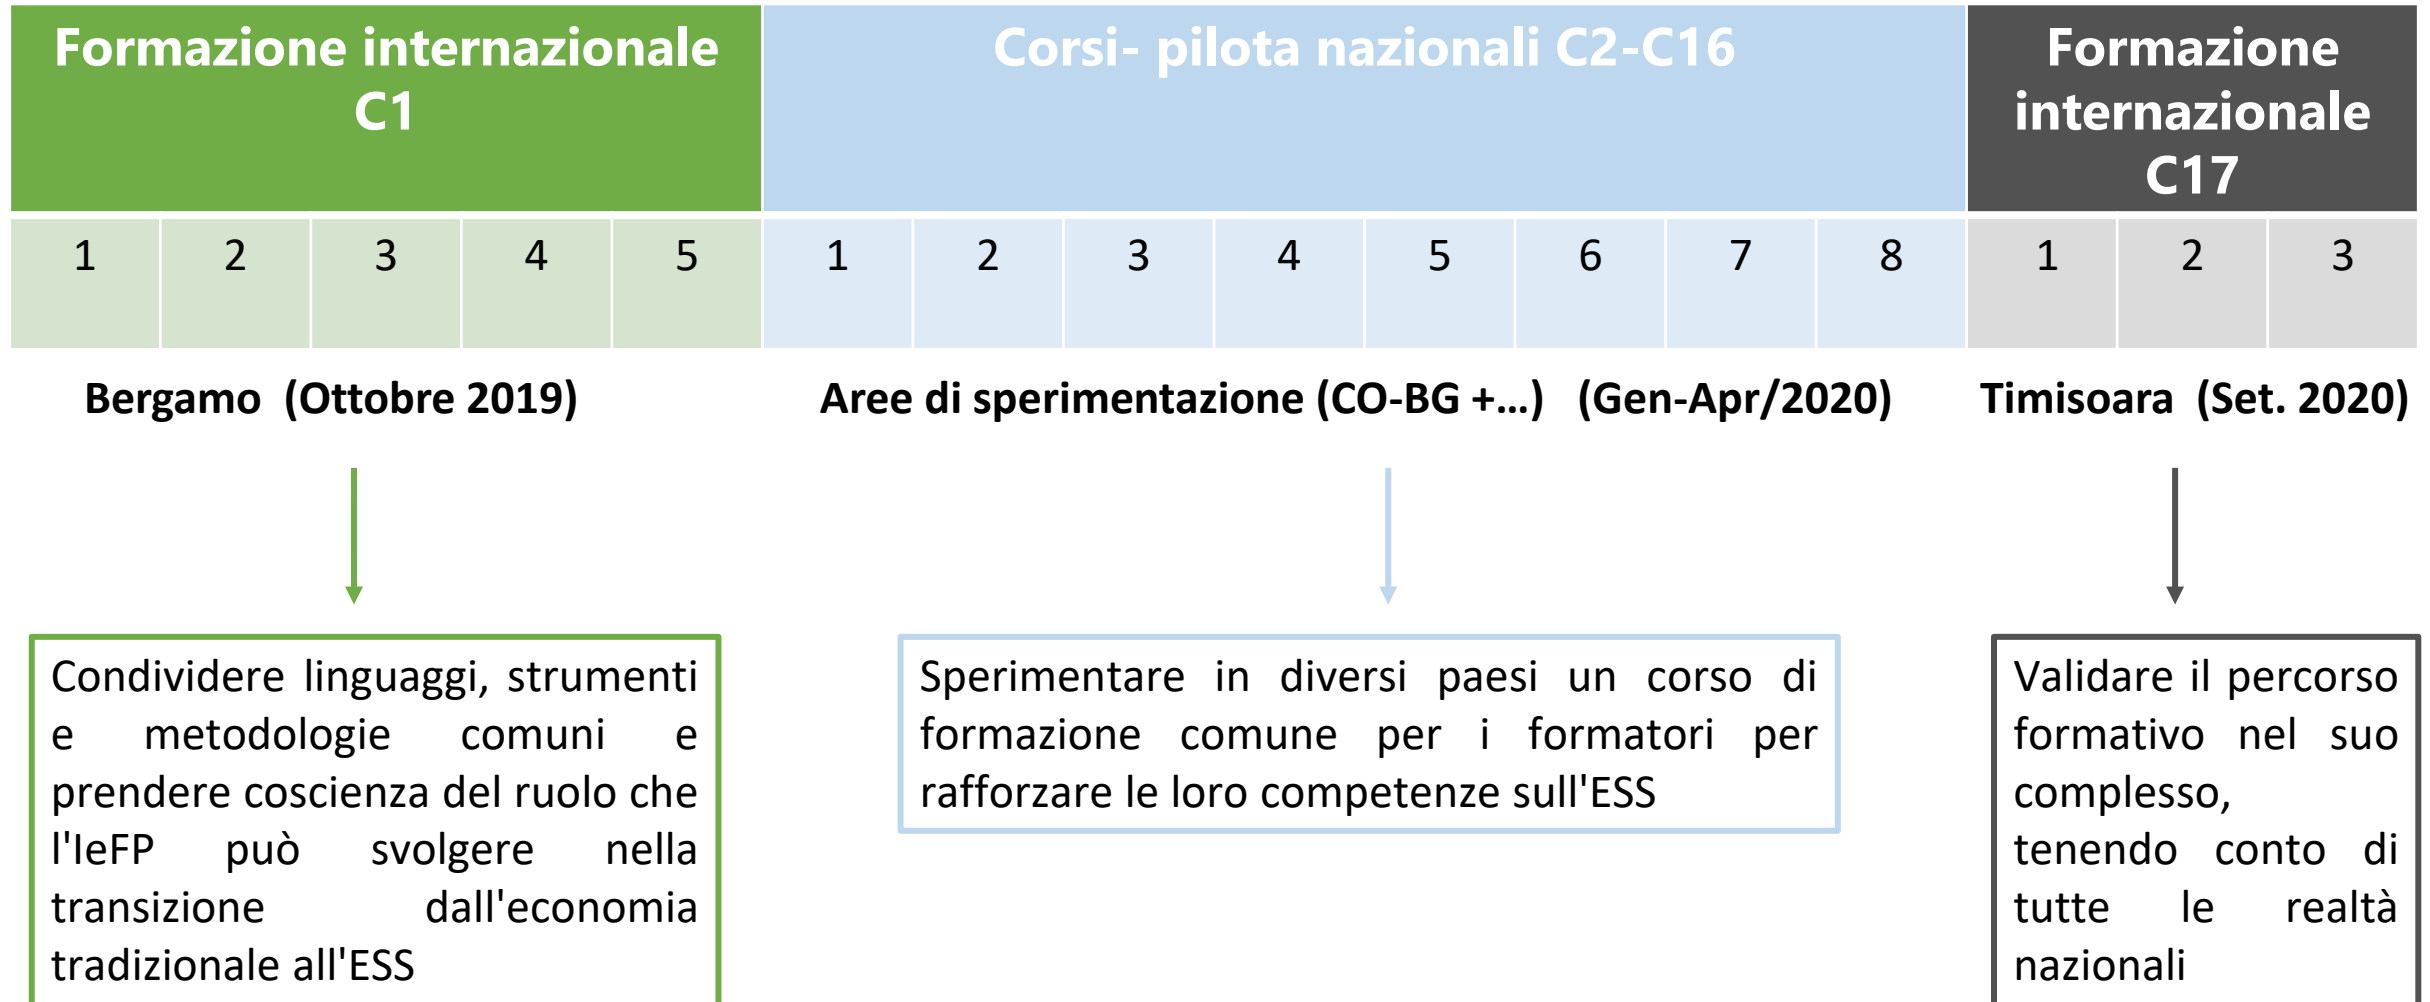 Formazione internazionale
C1
Corsi- pilota nazionali C2-C16
Formazione
internazionale
C17
1 2 3 4 5 1 2 3 4 5 6 7 8 1 2 3
Bergamo (Ottobre 2019)
Aree di sperimentazione (CO-BG +...) (Gen-Apr/2020)
Timisoara (Set. 2020)
Condividere linguaggi, strumenti
e metodologie comuni e
prendere coscienza del ruolo che
l'IeFP può svolgere nella
transizione dall'economia
tradizionale all'ESS
Sperimentare in diversi paesi un corso di
formazione comune per i formatori per
rafforzare le loro competenze sull'ESS
Validare il percorso
formativo nel suo
complesso,
tenendo conto di
tutte le realtà
nazionali